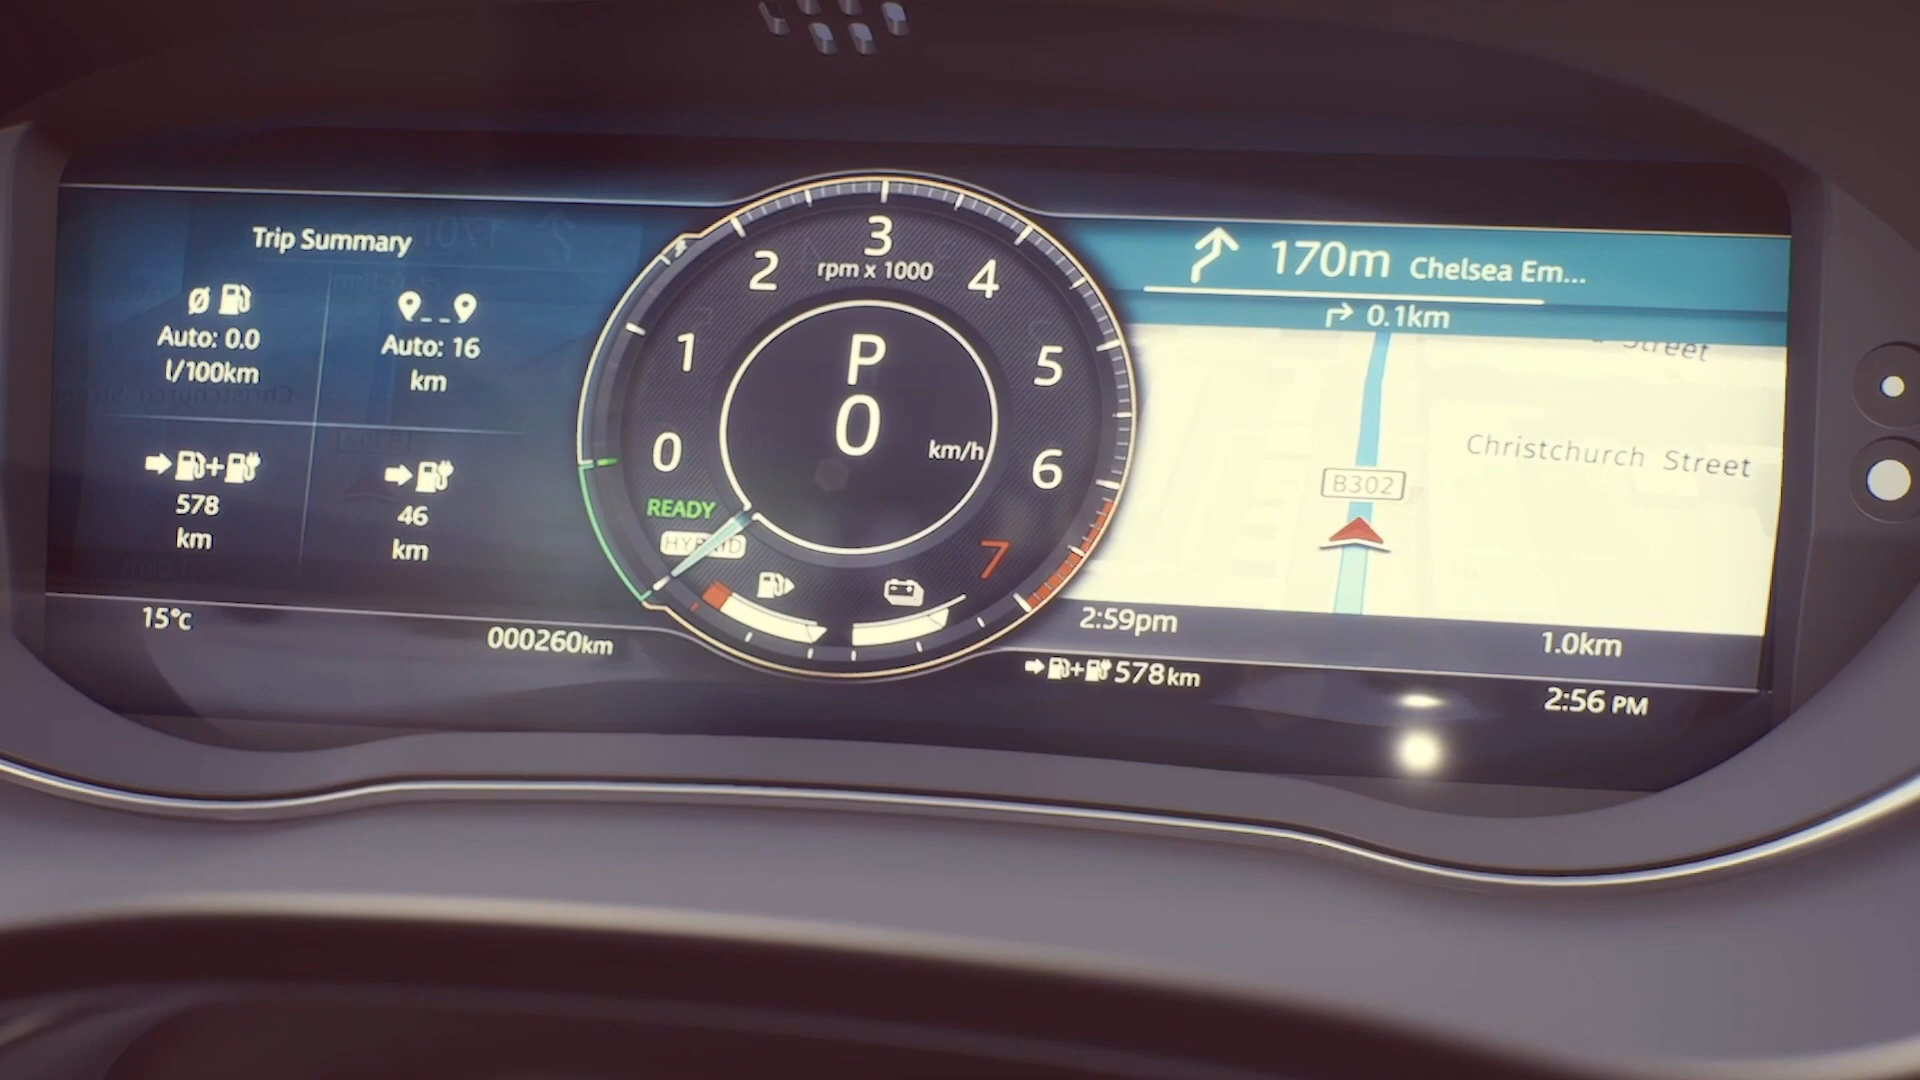 Trip Summary
Auto: 0.0
l/100km
Auto: 16
km
578
km
46
km
15°c
000260km
3
rpm x 1000
2
4
1
5
0
6
7
P
0
km/h
READY
HYBRID
170m Chelsea Em...
0.1km
Street
Christchurch Street
B302
2:59pm
1.0km
578km
2:56 PM